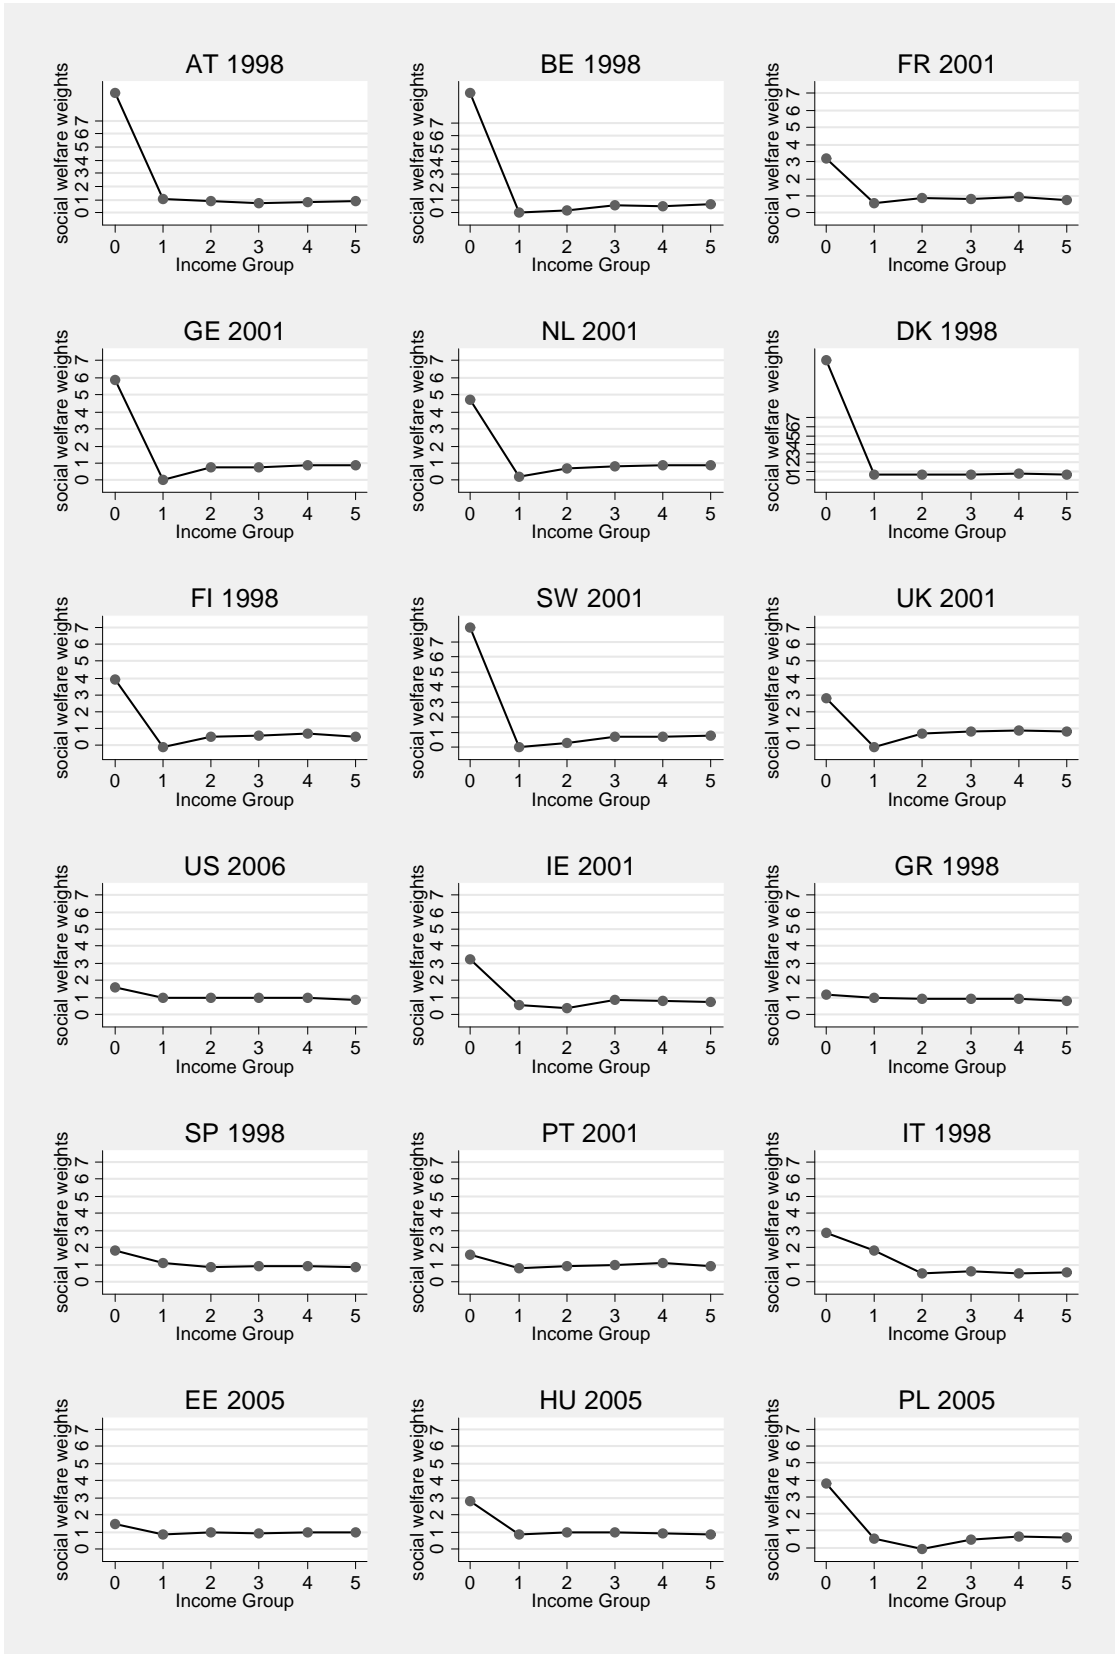 AT 1998 BE 1998 FR 2001
social welfare weights
0 1 2 3 4 5 6 7
0 1 2 3 4 5
Income Group
social welfare weights
0 1 2 3 4 5 6 7
0 1 2 3 4 5
Income Group
social welfare weights
0 1 2 3 4 5 6 7
0 1 2 3 4 5
Income Group
GE 2001 NL 2001 DK 1998
social welfare weights
0 1 2 3 4 5 6 7
0 1 2 3 4 5
Income Group
social welfare weights
0 1 2 3 4 5 6 7
0 1 2 3 4 5
Income Group
social welfare weights
0 1 2 3 4 5 6 7
0 1 2 3 4 5
Income Group
FI 1998 SW 2001 UK 2001
social welfare weights
0 1 2 3 4 5 6 7
0 1 2 3 4 5
Income Group
social welfare weights
0 1 2 3 4 5 6 7
0 1 2 3 4 5
Income Group
social welfare weights
0 1 2 3 4 5 6 7
0 1 2 3 4 5
Income Group
US 2006 IE 2001 GR 1998
social welfare weights
0 1 2 3 4 5 6 7
0 1 2 3 4 5
Income Group
social welfare weights
0 1 2 3 4 5 6 7
0 1 2 3 4 5
Income Group
social welfare weights
0 1 2 3 4 5 6 7
0 1 2 3 4 5
Income Group
SP 1998 PT 2001 IT 1998
social welfare weights
0 1 2 3 4 5 6 7
0 1 2 3 4 5
Income Group
social welfare weights
0 1 2 3 4 5 6 7
0 1 2 3 4 5
Income Group
social welfare weights
0 1 2 3 4 5 6 7
0 1 2 3 4 5
Income Group
EE 2005 HU 2005 PL 2005
social welfare weights
0 1 2 3 4 5 6 7
0 1 2 3 4 5
Income Group
social welfare weights
0 1 2 3 4 5 6 7
0 1 2 3 4 5
Income Group
social welfare weights
0 1 2 3 4 5 6 7
0 1 2 3 4 5
Income Group